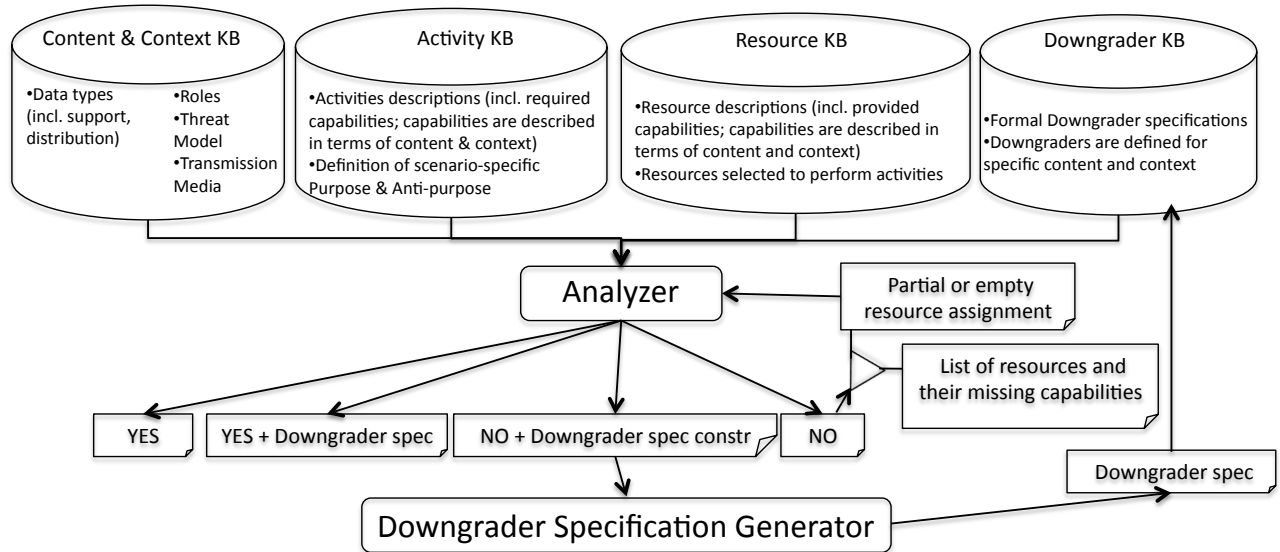 Content & Context KB
•Data types
(incl. support,
distribution)
•Roles
•Threat
Model
•Transmission
Media
Activity KB
•Activities descriptions (incl. required
capabilities; capabilities are described
in terms of content & context)
•Definition of scenario-specific
Purpose & Anti-purpose
Resource KB
•Resource descriptions (incl. provided
capabilities; capabilities are described in
terms of content and context)
•Resources selected to perform activities
Downgrader KB
•Formal Downgrader specifications
•Downgraders are defined for
specific content and context
Analyzer
Partial or empty
resource assignment
List of resources and
their missing capabilities
YES
YES + Downgrader spec
NO + Downgrader spec constr
NO
Downgrader spec
Downgrader Specification Generator